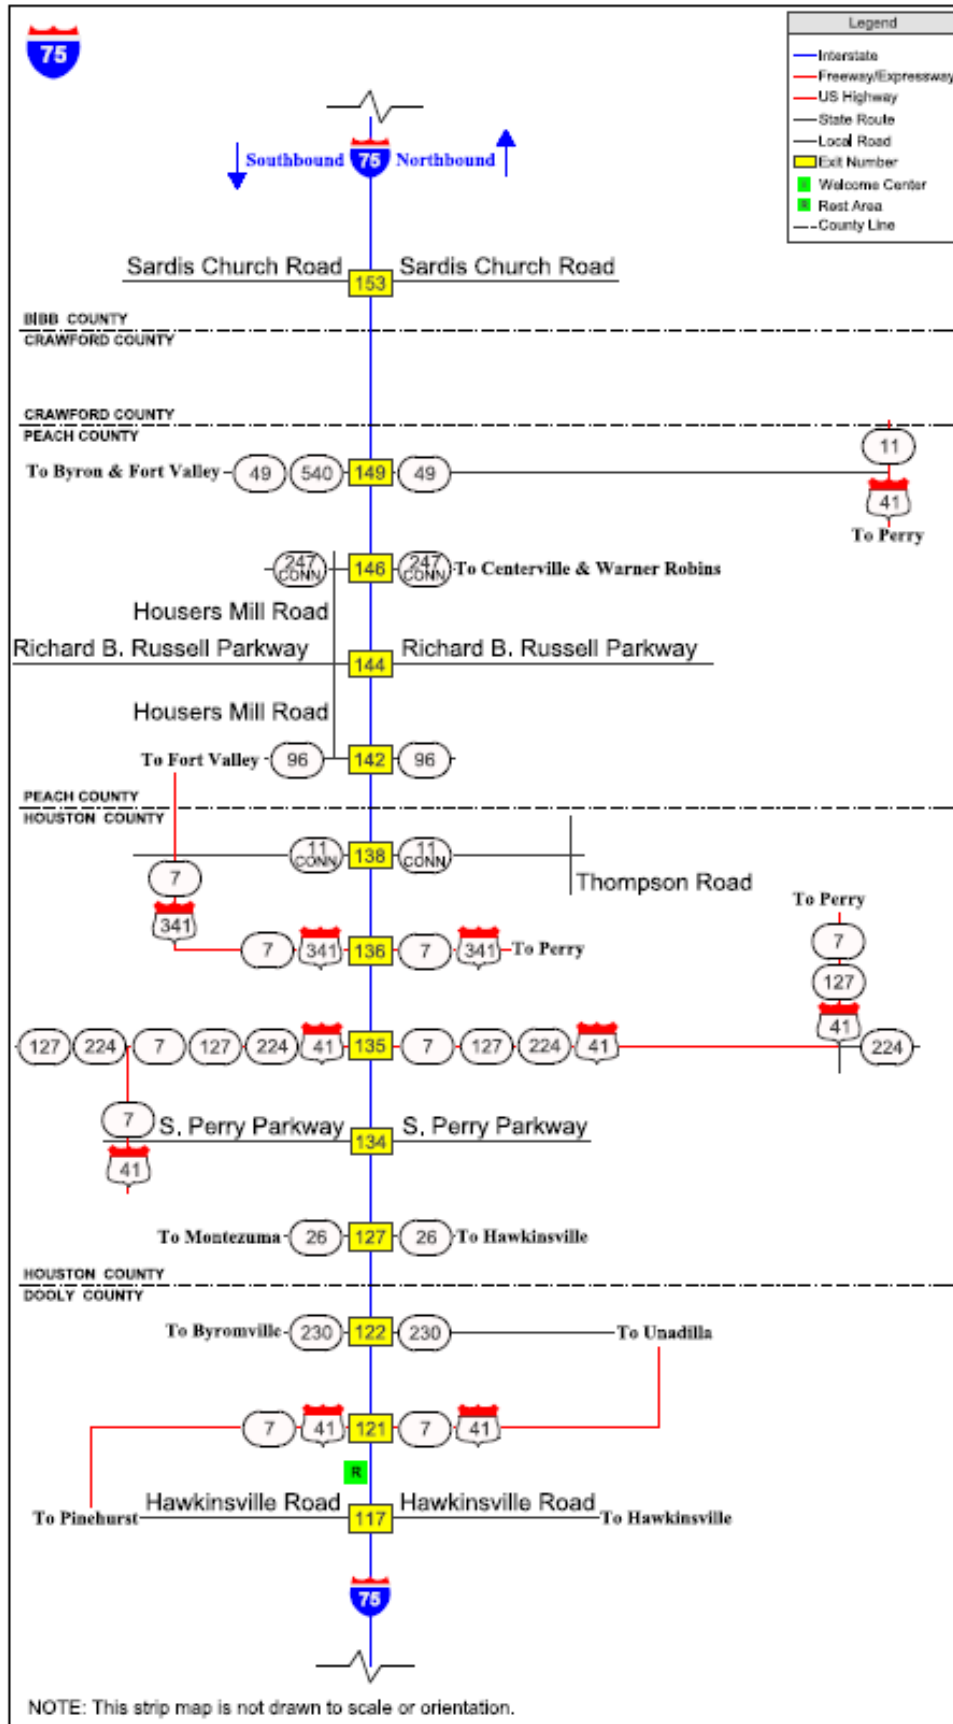 75
Legend
Interstate
Freeway/Expressway
US Highway
State Route
Local Road
Exit Number
Welcome Center
R Rest Area
County Line
Southbound 75 Northbound
Sardis Church Road 153 Sardis Church Road
BIBB COUNTY
CRAWFORD COUNTY
CRAWFORD COUNTY
PEACH COUNTY
11
To Byron & Fort Valley 49 540 149 49
41
To Perry
247 CONN 146 247 CONN To Centerville & Warner Robins
Housers Mill Road
Richard B. Russell Parkway 144 Richard B. Russell Parkway
Housers Mill Road
To Fort Valley 96 142 96
PEACH COUNTY
HOUSTON COUNTY
11 CONN 138 11 CONN
7
Thompson Road
To Perry
341
7 341 136 7 341 To Perry
7
127
41
127 224 7 127 224 41 135 7 127 224 41 224
7
S. Perry Parkway 134 S. Perry Parkway
41
To Montezuma 26 127 26 To Hawkinsville
HOUSTON COUNTY
DOOLY COUNTY
To Byromville 230 122 230 To Unadilla
7 41 121 7 41
R
Hawkinsville Road Hawkinsville Road
To Pinehurst 117 To Hawkinsville
75
NOTE: This strip map is not drawn to scale or orientation.